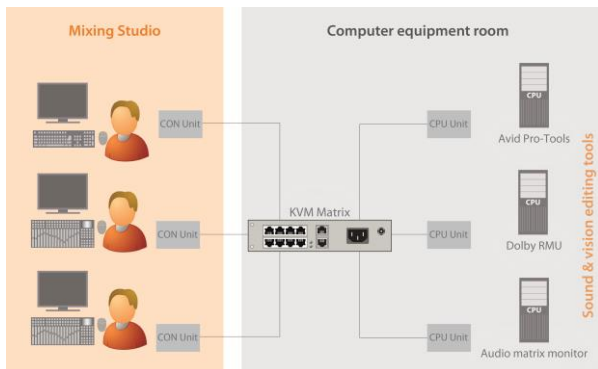 Mixing Studio
Computer equipment room
CON Unit
CPU Unit
CPU
Avid Pro-Tools
KVM Matrix
CON Unit
CPU Unit
CPU
Dolby RMU
CON Unit
CPU Unit
CPU
Audio matrix monitor
Sound & vision editing tools